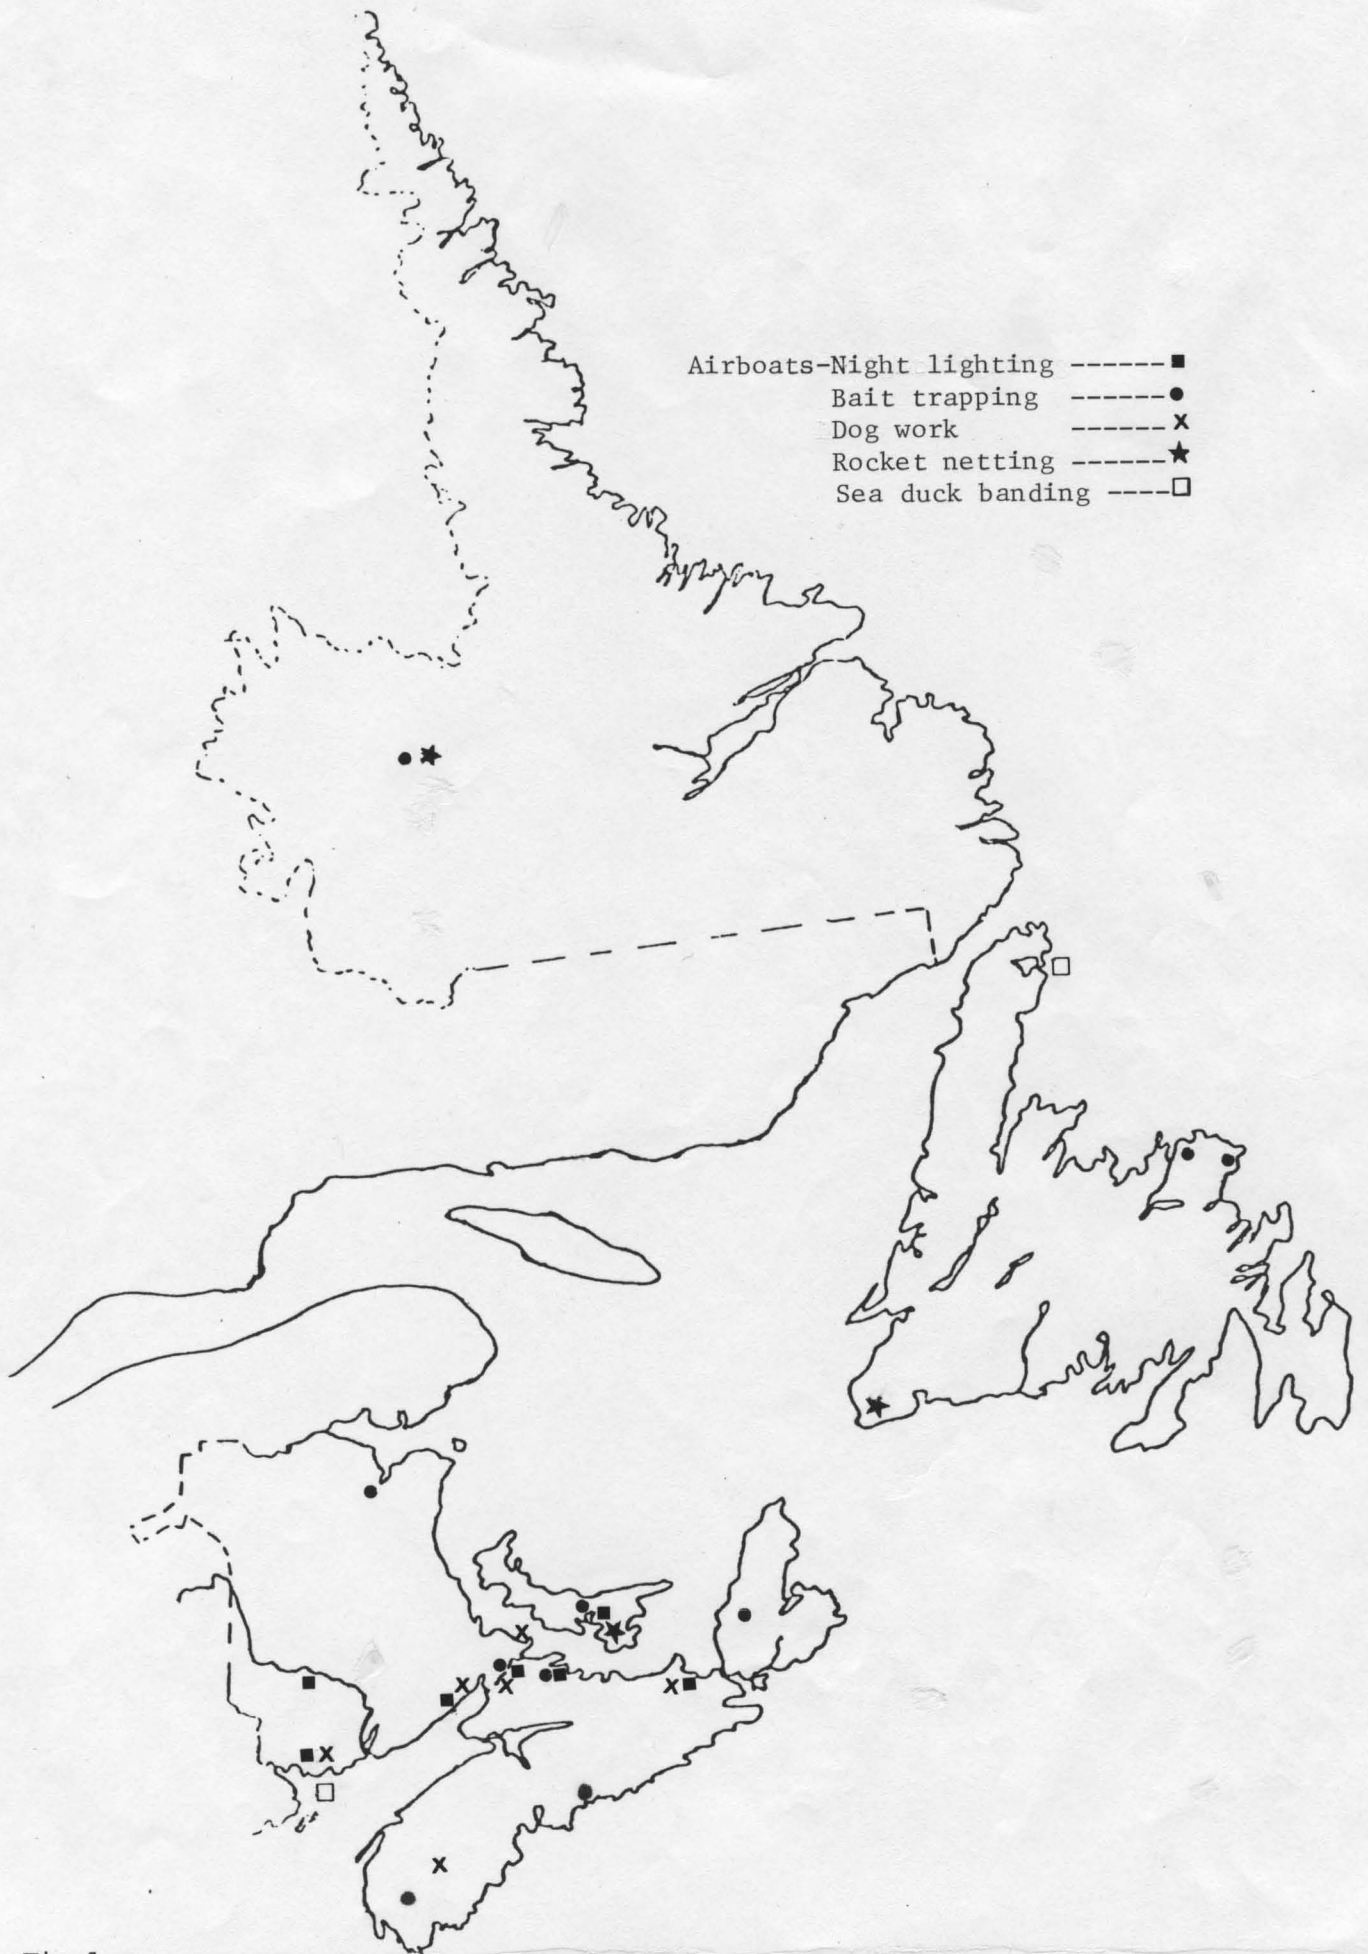 Airboats-Night lighting ------■
Bait trapping ------●
Dog work ------x
Rocket netting ------★
Sea duck banding ----□